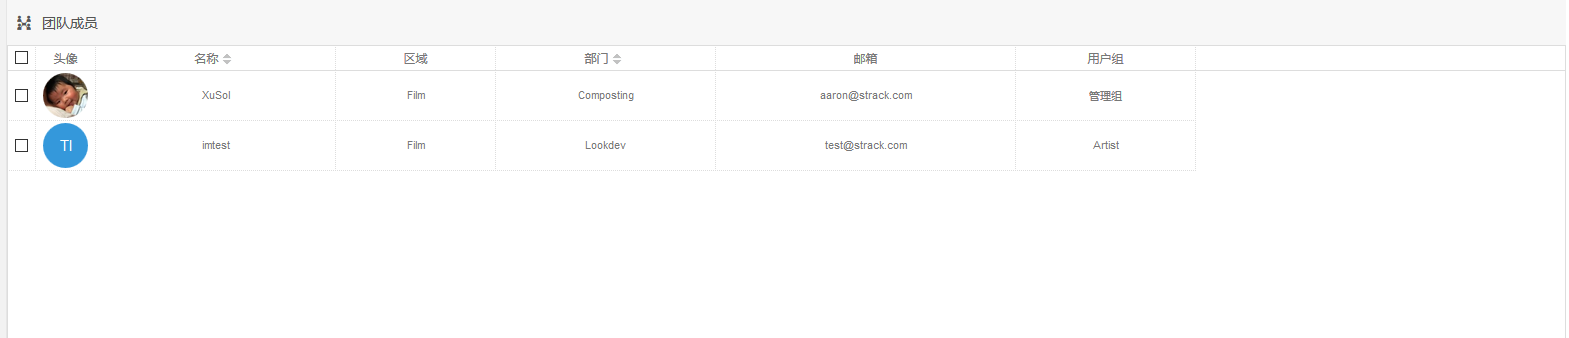 团队成员
头像 名称 区域 部门 邮箱 用户组
XuSol Film Composting aaron@strack.com 管理组
TI imtest Film Lookdev test@strack.com Artist